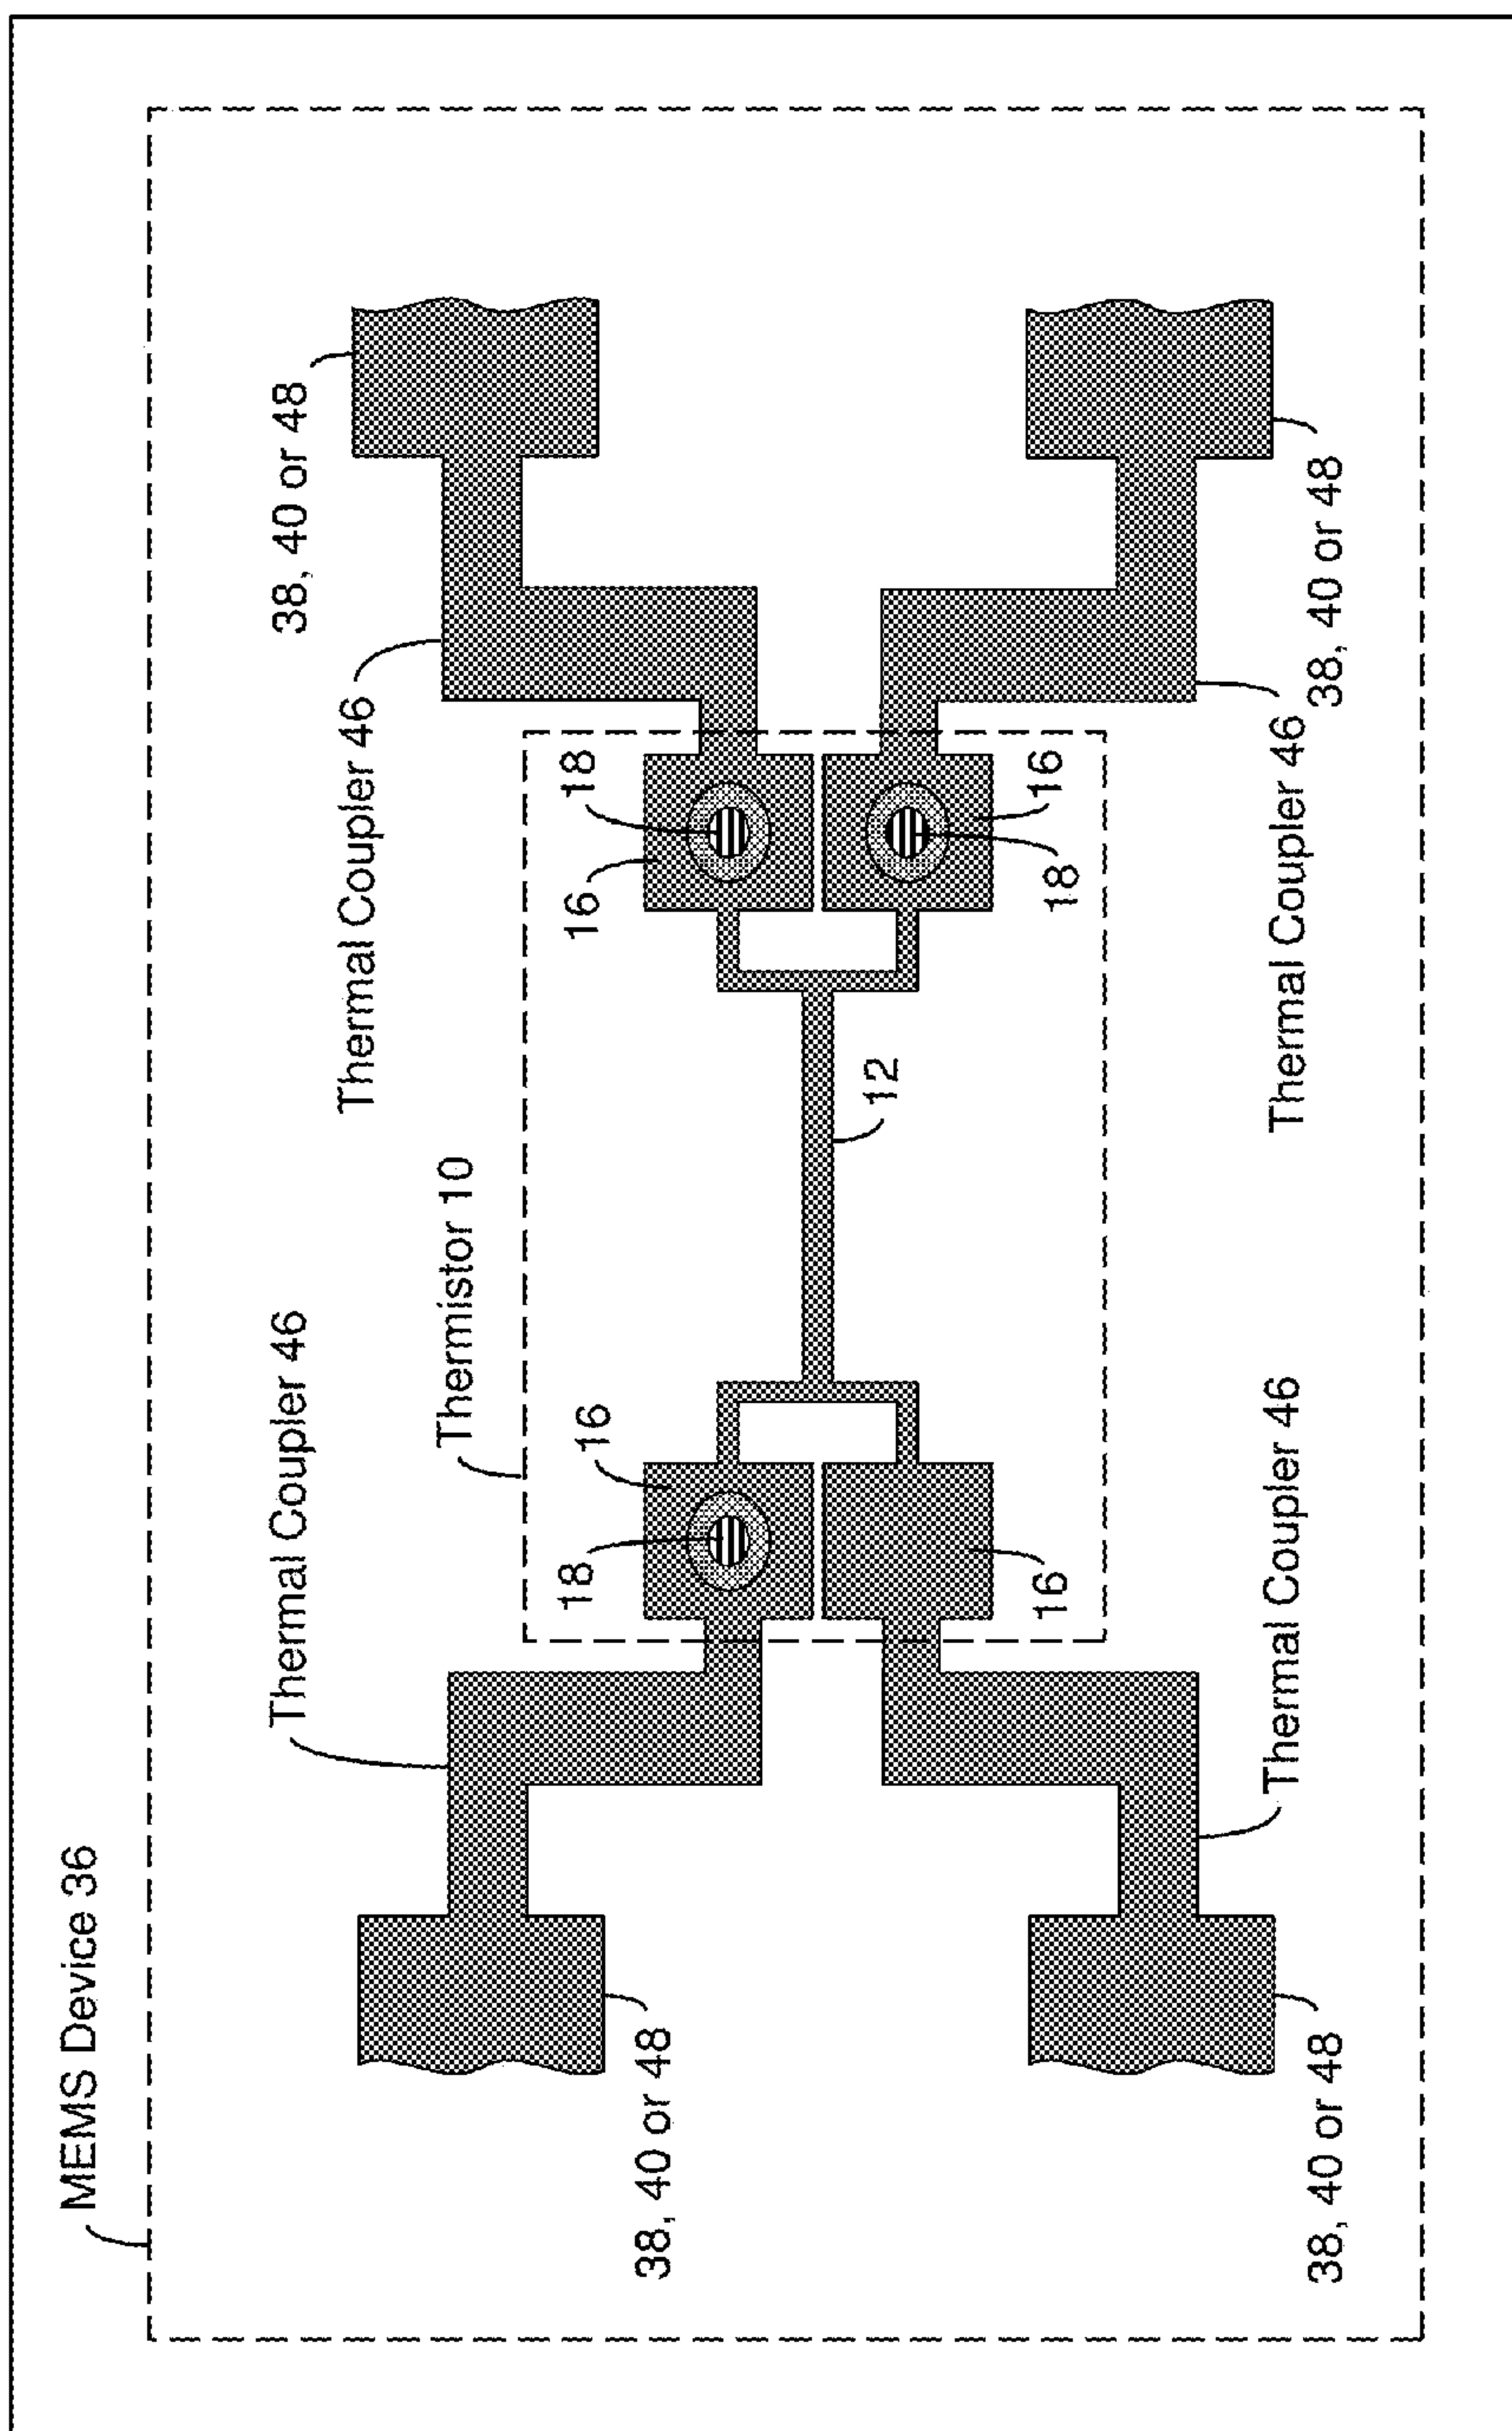 MEMS Device 36
Thermal Coupler 46
38, 40 or 48
Thermal Coupler 46
Thermistor 10
18
16
16
18
38, 40 or 48
12
16
18
16
Thermal Coupler 46
Thermal Coupler 46
38, 40 or 48
38, 40 or 48